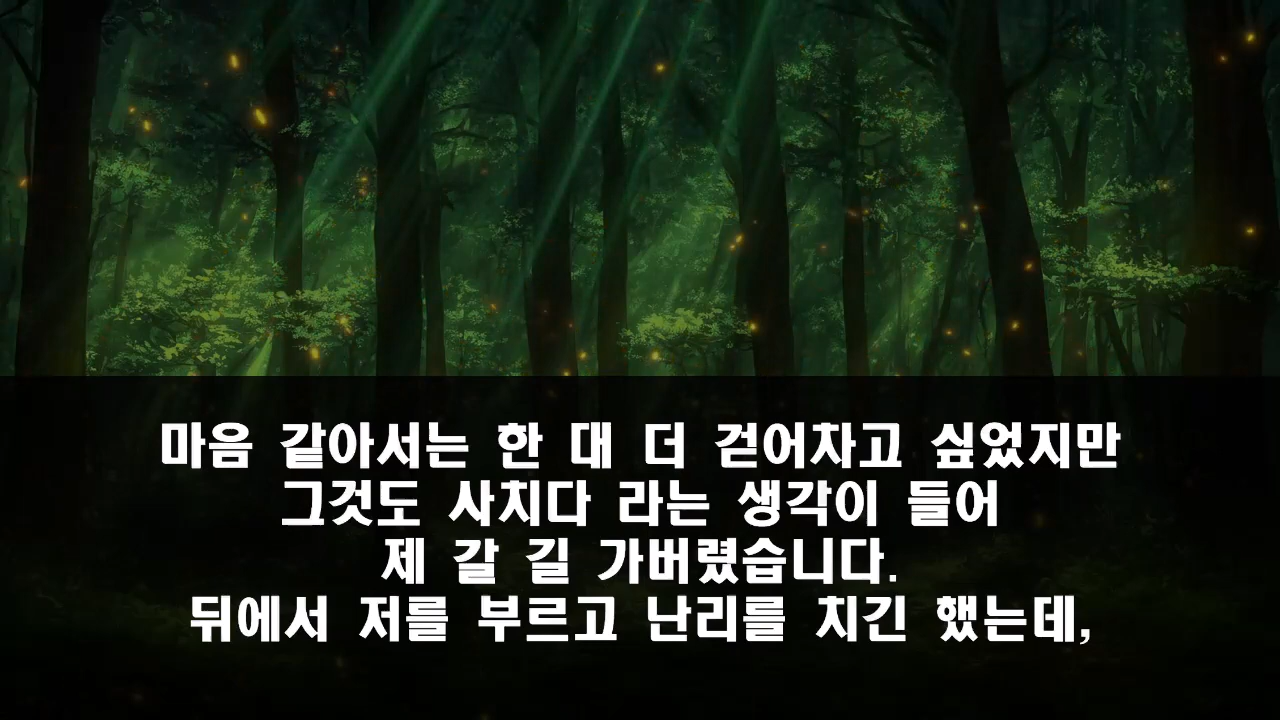 마음 같아서는 한 대 더 걷어차고 싶었지만
그것도 사치다 라는 생각이 들어
제 갈 길 가버렸습니다.
뒤에서 저를 부르고 난리를 치긴 했는데,